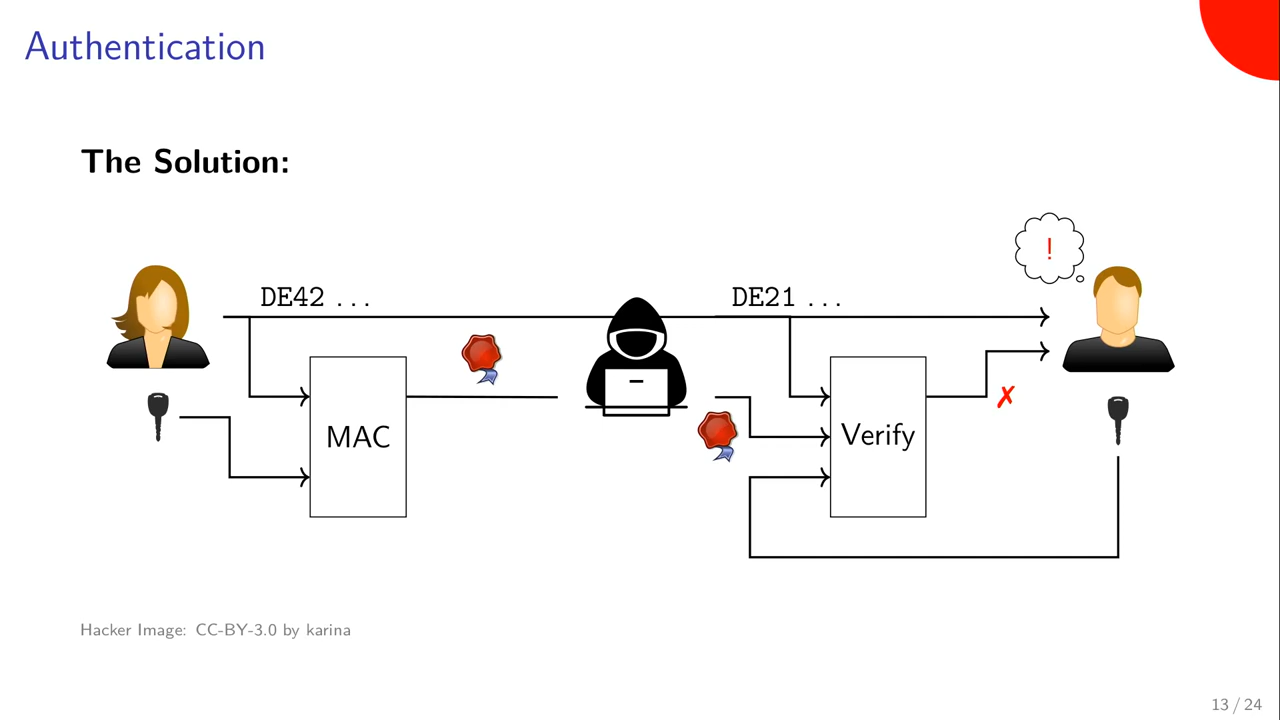 Authentication
The Solution:
!
DE42 ...
DE21 ...
✗
MAC
Verify
Hacker Image: CC-BY-3.0 by karina
13 / 24